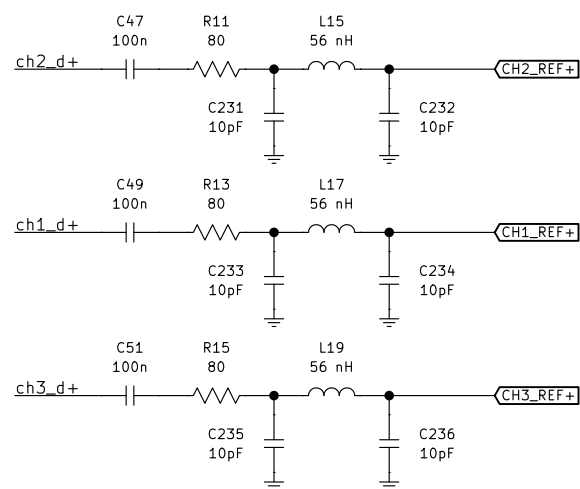 C47 R11 L15
100n 80 56 nH
ch2_d+ CH2_REF+
C231 C232
10pF 10pF
C49 R13 L17
100n 80 56 nH
ch1_d+ CH1_REF+
C233 C234
10pF 10pF
C51 R15 L19
100n 80 56 nH
ch3_d+ CH3_REF+
C235 C236
10pF 10pF